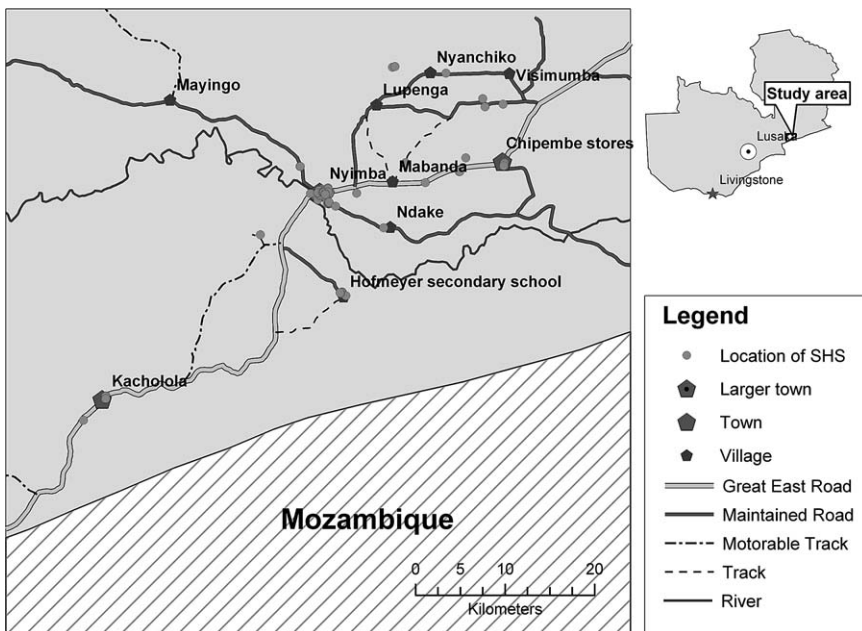 Nyanchiko
Mayingo
Visimumba
Lupenga
Chipembe stores
Nyimba
Mabanda
Ndake
Hofmeyer secondary school
Kacholola
Mozambique
0 5 10 20
Kilometers
Study area
Lusaka
Livingstone
Legend
Location of SHS
Larger town
Town
Village
Great East Road
Maintained Road
Motorable Track
Track
River